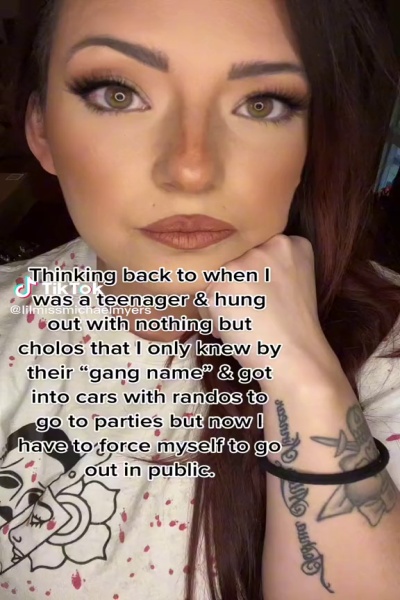 Thinking back to when I
TikTok
was a teenager & hung
@lilmissmichaelmyers
out with nothing but
cholos that I only knew by
their “gang name” & got
into cars with randos to
go to parties but now I
have to force myself to go
out in public.